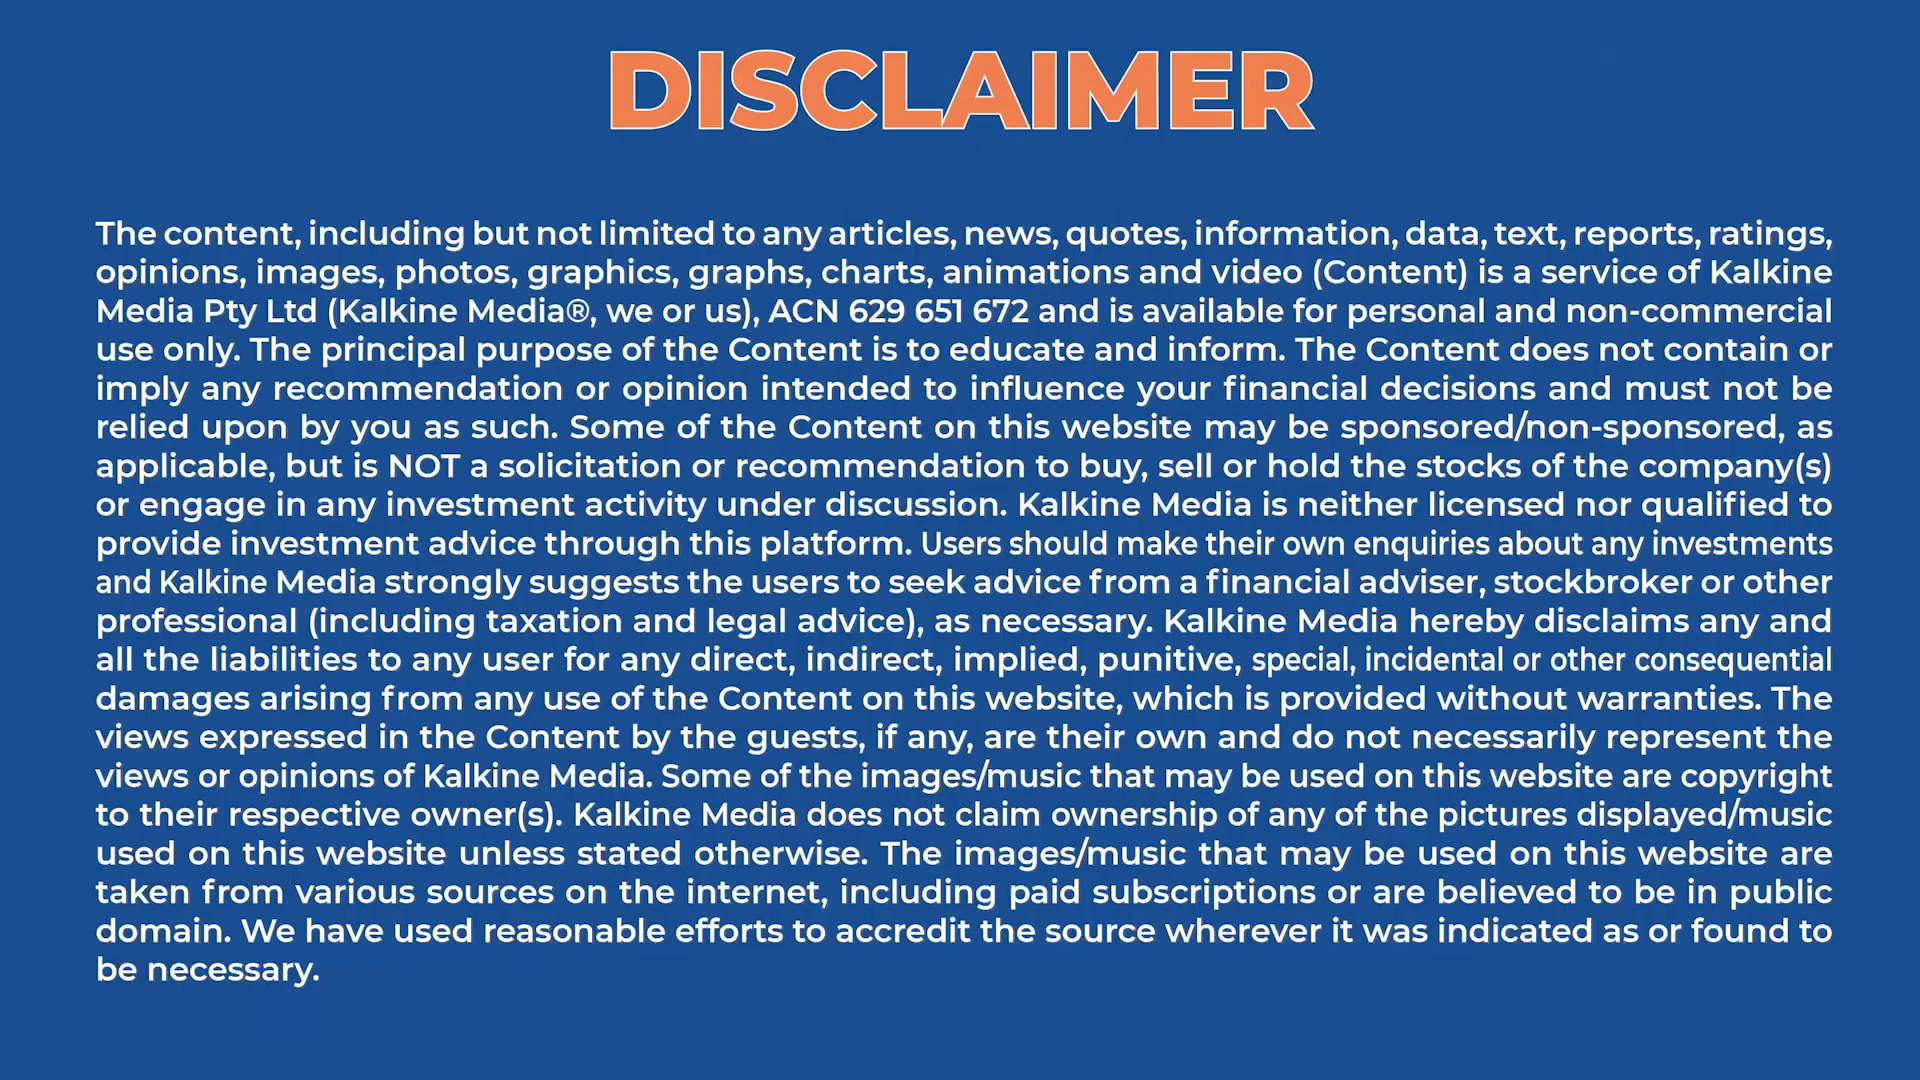 DISCLAIMER
The content, including but not limited to any articles, news, quotes, information, data, text, reports, ratings,
opinions, images, photos, graphics, graphs, charts, animations and video (Content) is a service of Kalkine
Media Pty Ltd (Kalkine Media®, we or us), ACN 629 651 672 and is available for personal and non-commercial
use only. The principal purpose of the Content is to educate and inform. The Content does not contain or
imply any recommendation or opinion intended to influence your financial decisions and must not be
relied upon by you as such. Some of the Content on this website may be sponsored/non-sponsored, as
applicable, but is NOT a solicitation or recommendation to buy, sell or hold the stocks of the company(s)
or engage in any investment activity under discussion. Kalkine Media is neither licensed nor qualified to
provide investment advice through this platform. Users should make their own enquiries about any investments
and Kalkine Media strongly suggests the users to seek advice from a financial adviser, stockbroker or other
professional (including taxation and legal advice), as necessary. Kalkine Media hereby disclaims any and
all the liabilities to any user for any direct, indirect, implied, punitive, special, incidental or other consequential
damages arising from any use of the Content on this website, which is provided without warranties. The
views expressed in the Content by the guests, if any, are their own and do not necessarily represent the
views or opinions of Kalkine Media. Some of the images/music that may be used on this website are copyright
to their respective owner(s). Kalkine Media does not claim ownership of any of the pictures displayed/music
used on this website unless stated otherwise. The images/music that may be used on this website are
taken from various sources on the internet, including paid subscriptions or are believed to be in public
domain. We have used reasonable efforts to accredit the source wherever it was indicated as or found to
be necessary.